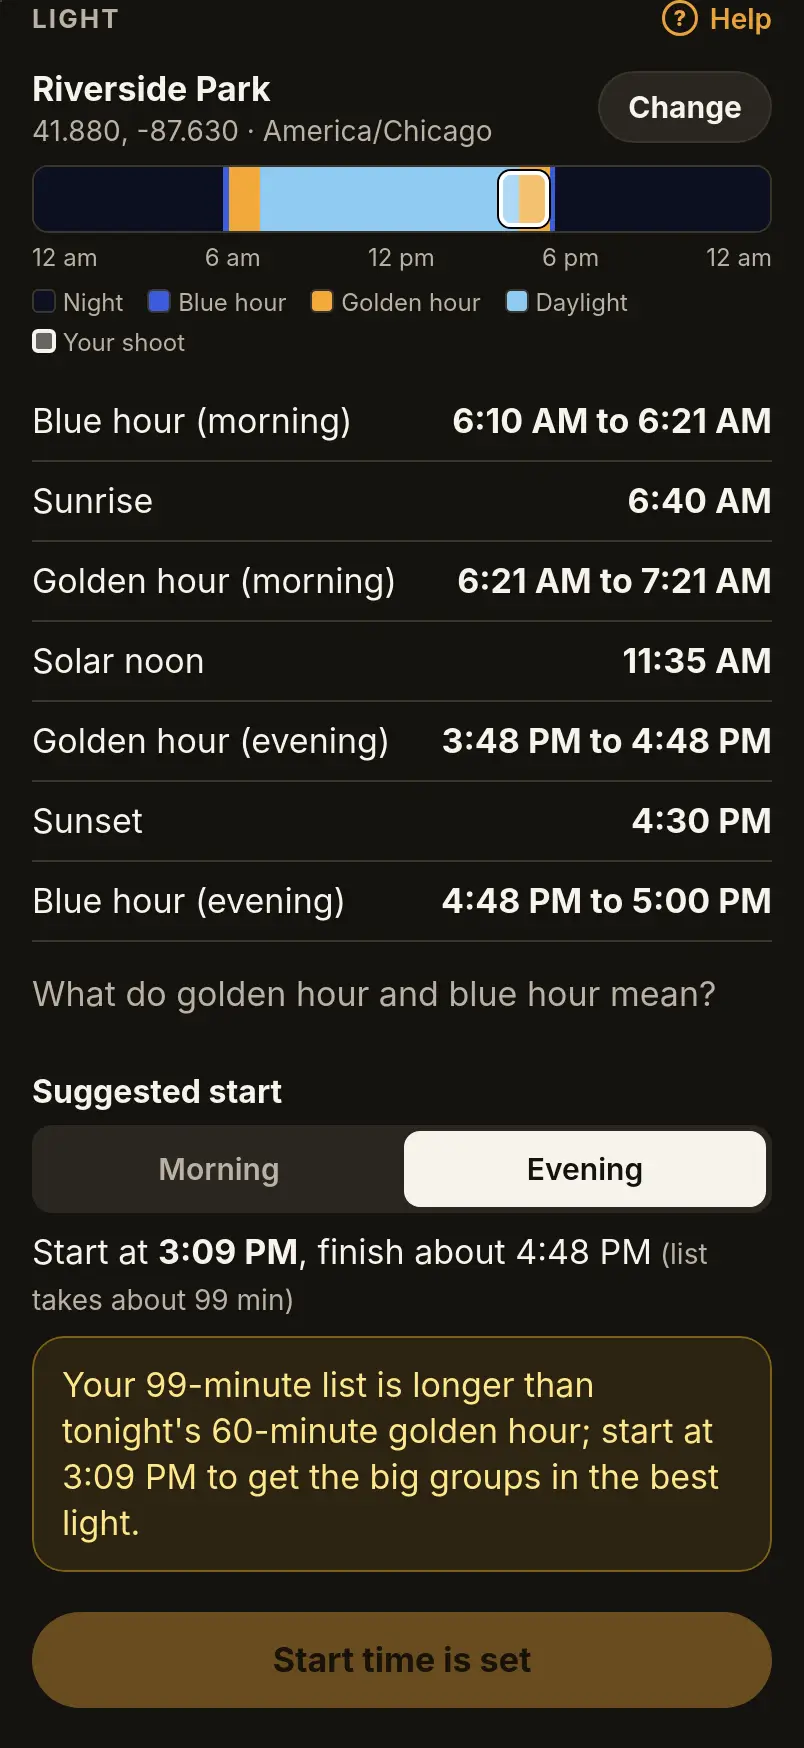 LIGHT
? Help
Riverside Park
41.880, -87.630 · America/Chicago
Change
12 am 6 am 12 pm 6 pm 12 am
Night Blue hour Golden hour Daylight
Your shoot
Blue hour (morning) 6:10 AM to 6:21 AM
Sunrise 6:40 AM
Golden hour (morning) 6:21 AM to 7:21 AM
Solar noon 11:35 AM
Golden hour (evening) 3:48 PM to 4:48 PM
Sunset 4:30 PM
Blue hour (evening) 4:48 PM to 5:00 PM
What do golden hour and blue hour mean?
Suggested start
Morning Evening
Start at 3:09 PM, finish about 4:48 PM (list
takes about 99 min)
Your 99-minute list is longer than
tonight's 60-minute golden hour; start at
3:09 PM to get the big groups in the best
light.
Start time is set